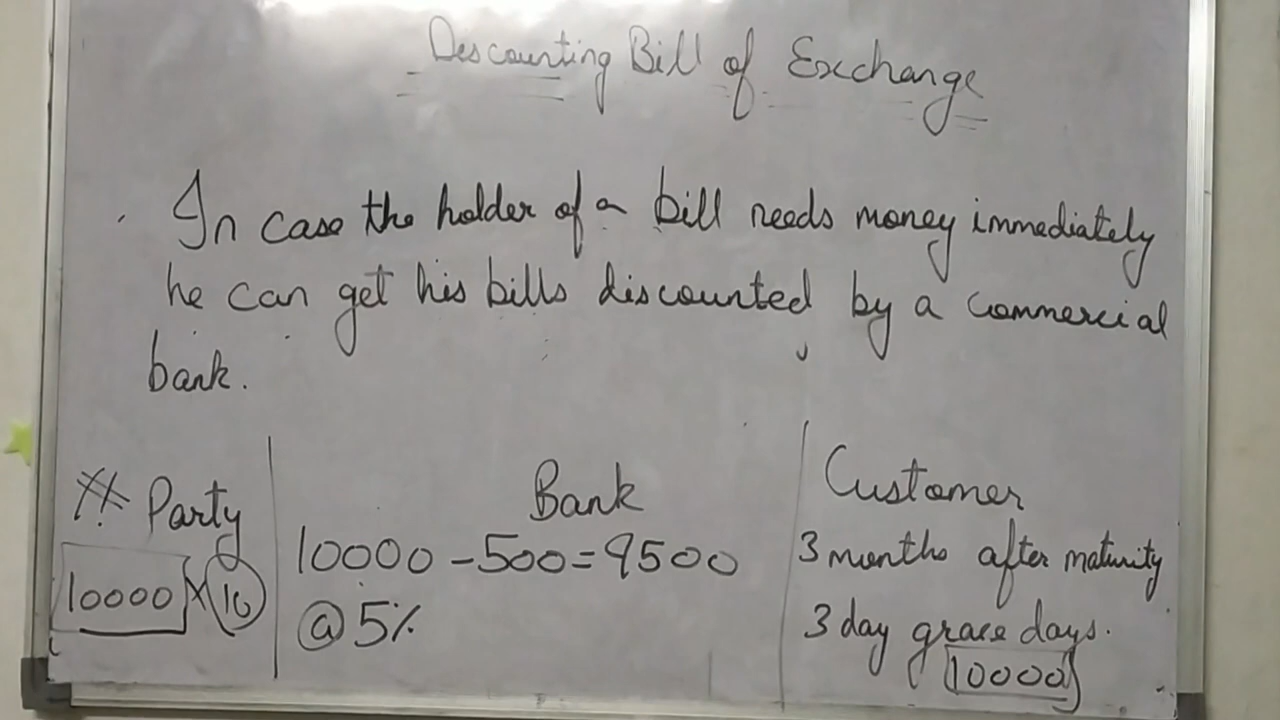 Descounting Bill of Exchange
In case the holder of a bill needs money immediately
he can get his bills discounted by a commercial
bank.
Party
10000 × 10
Bank
10000 - 500 = 9500
@ 5%
Customer
3 months after maturity
3 day grace days.
10000